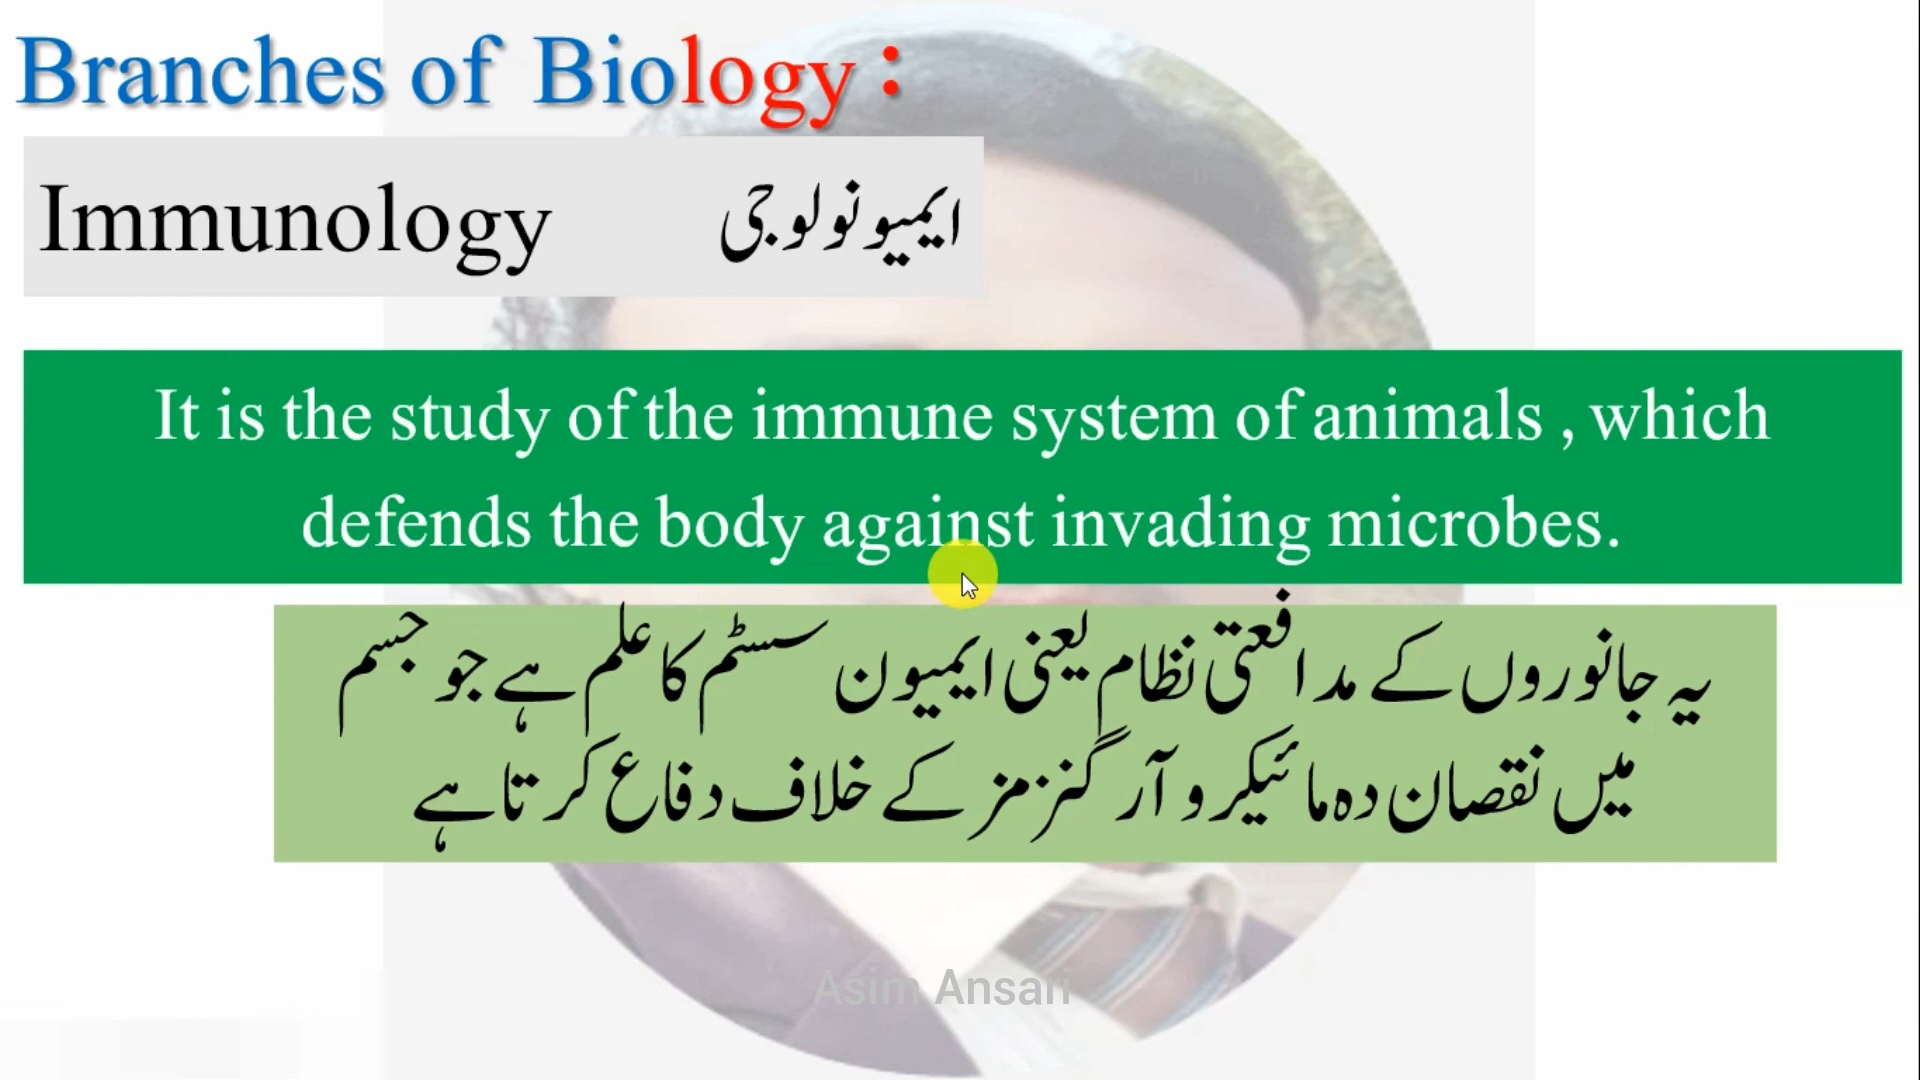 Branches of Biology :
Immunology ایمیونولوجی
It is the study of the immune system of animals , which
defends the body against invading microbes.
یہ جانوروں کے مدافعتی نظام یعنی ایمیون سسٹم کا علم ہے جو جسم
میں نقصان دہ مائیکرو آرگنزمز کے خلاف دفاع کرتا ہے
Asim Ansari